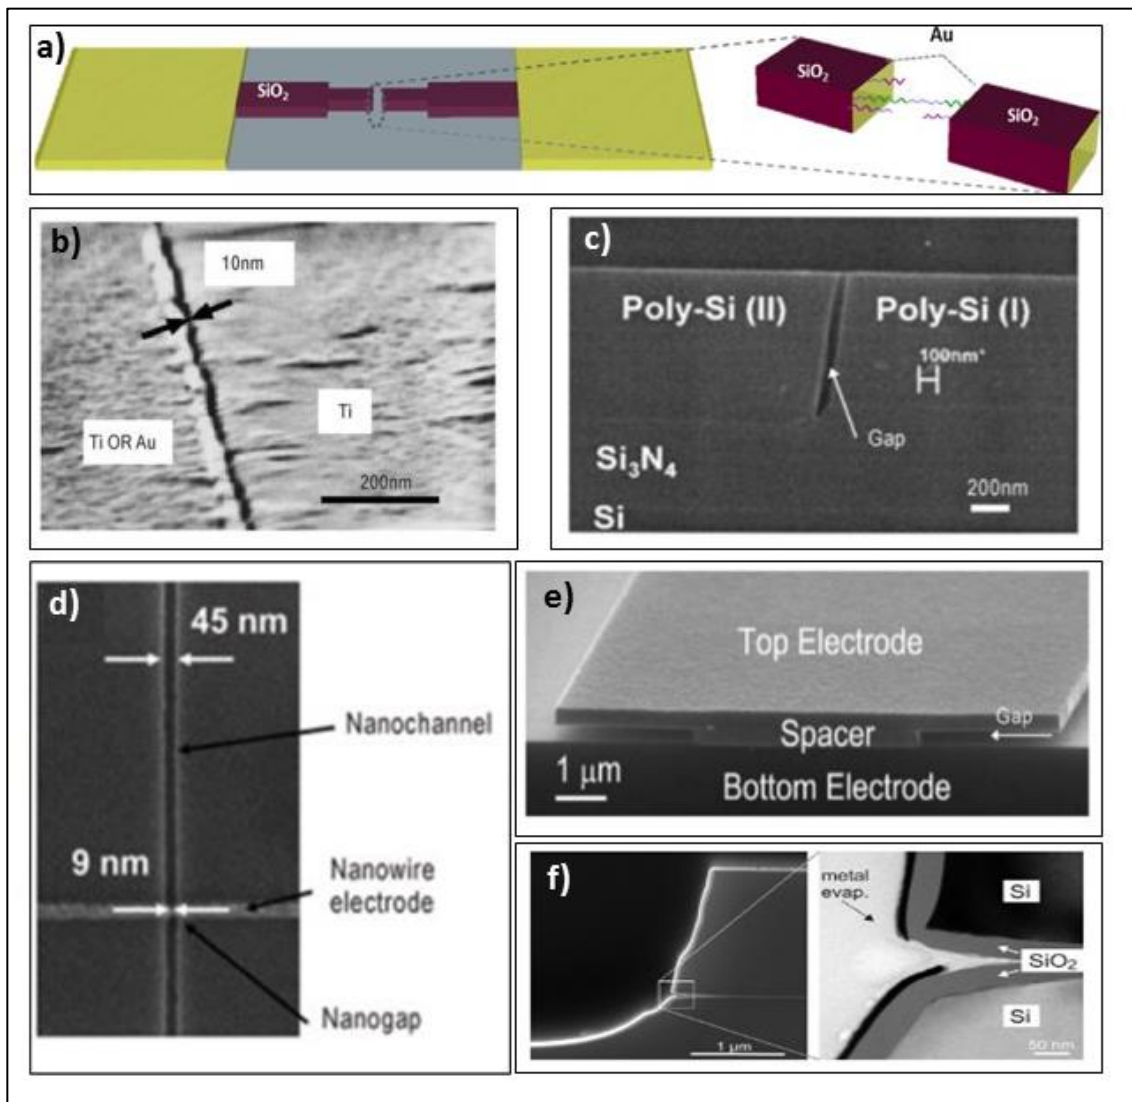 a)
SiO₂
Au
SiO₂
SiO₂
b)
10nm
Ti
Ti OR Au
200nm
c)
Poly-Si (II)
Poly-Si (I)
100nm*
Gap
Si₃N₄
200nm
Si
d)
45 nm
Nanochannel
9 nm
Nanowire
electrode
Nanogap
e)
Top Electrode
Gap
Spacer
1 μm
Bottom Electrode
f)
1 μm
metal
evap.
Si
SiO₂
Si
50 nm